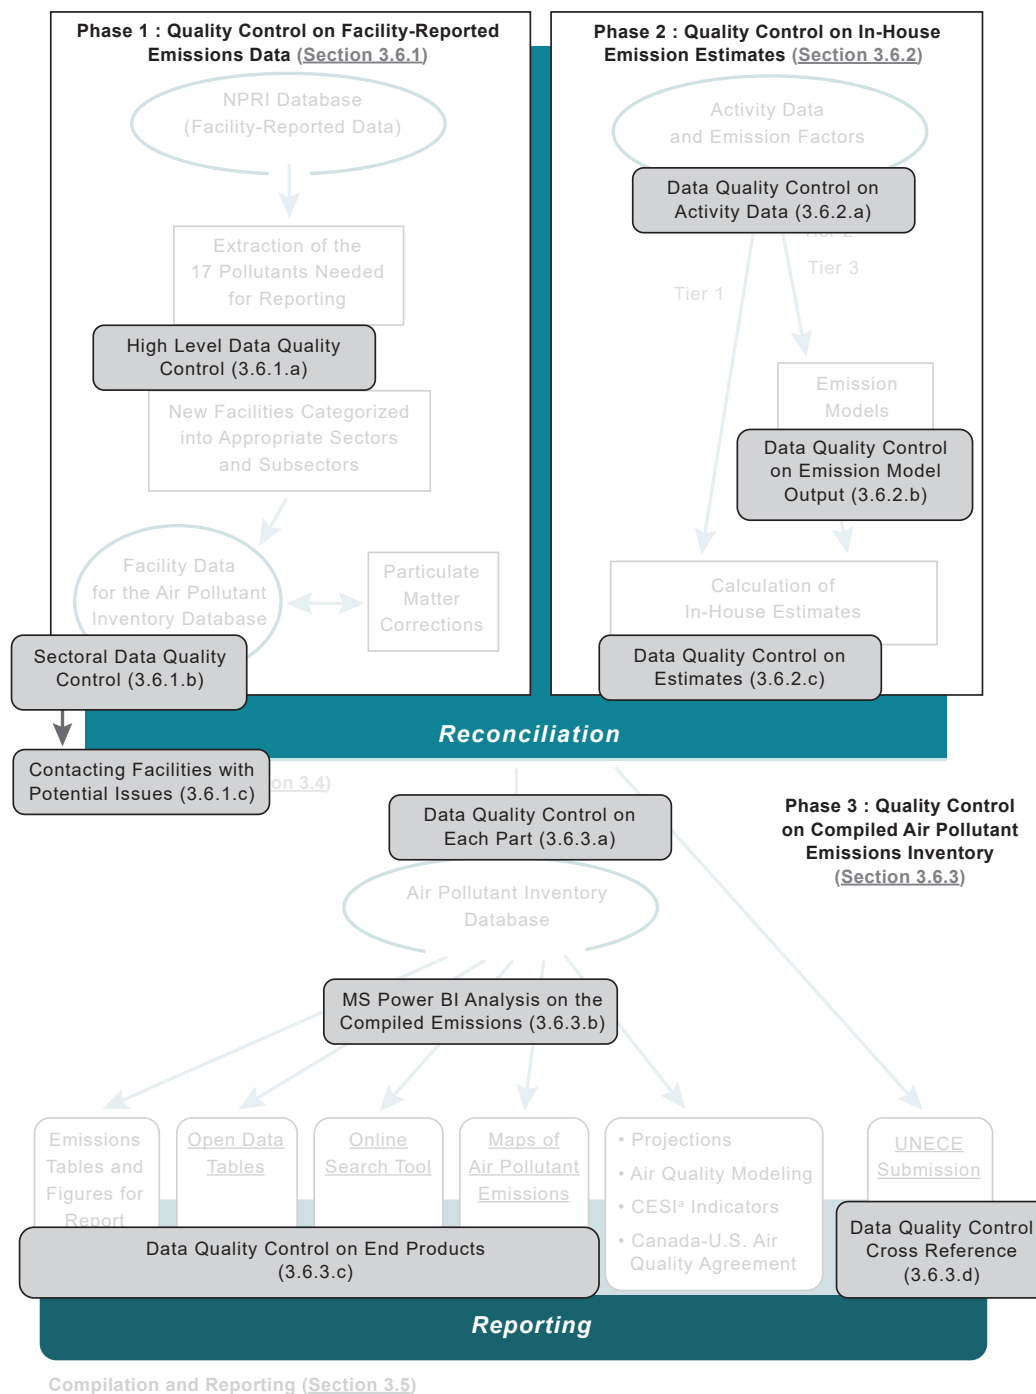 Phase 1 : Quality Control on Facility-Reported
Emissions Data (Section 3.6.1)
NPRI Database
(Facility-Reported Data)
Extraction of the
17 Pollutants Needed
for Reporting
High Level Data Quality
Control (3.6.1.a)
New Facilities Categorized
into Appropriate Sectors
and Subsectors
Facility Data
for the Air Pollutant
Inventory Database
Particulate
Matter
Corrections
Sectoral Data Quality
Control (3.6.1.b)
Contacting Facilities with
Potential Issues (3.6.1.c)
Phase 2 : Quality Control on In-House
Emission Estimates (Section 3.6.2)
Activity Data
and Emission Factors
Data Quality Control on
Activity Data (3.6.2.a)
Tier 2
Tier 3
Tier 1
Emission
Models
Data Quality Control
on Emission Model
Output (3.6.2.b)
Calculation of
In-House Estimates
Data Quality Control on
Estimates (3.6.2.c)
Reconciliation
on 3.4)
Phase 3 : Quality Control
on Compiled Air Pollutant
Emissions Inventory
(Section 3.6.3)
Data Quality Control on
Each Part (3.6.3.a)
Air Pollutant Inventory
Database
MS Power BI Analysis on the
Compiled Emissions (3.6.3.b)
Emissions
Tables and
Figures for
Report
Open Data
Tables
Online
Search Tool
Maps of
Air Pollutant
Emissions
• Projections
• Air Quality Modeling
• CESIª Indicators
• Canada-U.S. Air
Quality Agreement
UNECE
Submission
Data Quality Control on End Products
(3.6.3.c)
Data Quality Control
Cross Reference
(3.6.3.d)
Reporting
Compilation and Reporting (Section 3.5)